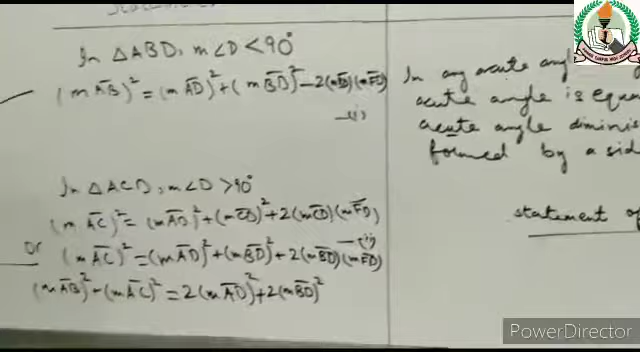 In △ABD, m∠D < 90°
(mAB̅)² = (mAD̅)² + (mBD̅)² − 2(mBD̅)(mFD̅)
—(i)
In △ACD, m∠D > 90°
(mAC̅)² = (mAD̅)² + (mCD̅)² + 2(mCD̅)(mFD̅)
—(ii)
Or (mAC̅)² = (mAD̅)² + (mBD̅)² + 2(mBD̅)(mFD̅)
(mAB̅)² + (mAC̅)² = 2(mAD̅)² + 2(mBD̅)²
In any acute ang
acute angle is equa
acute angle diminis
formed by a sid
statement of
PowerDirector